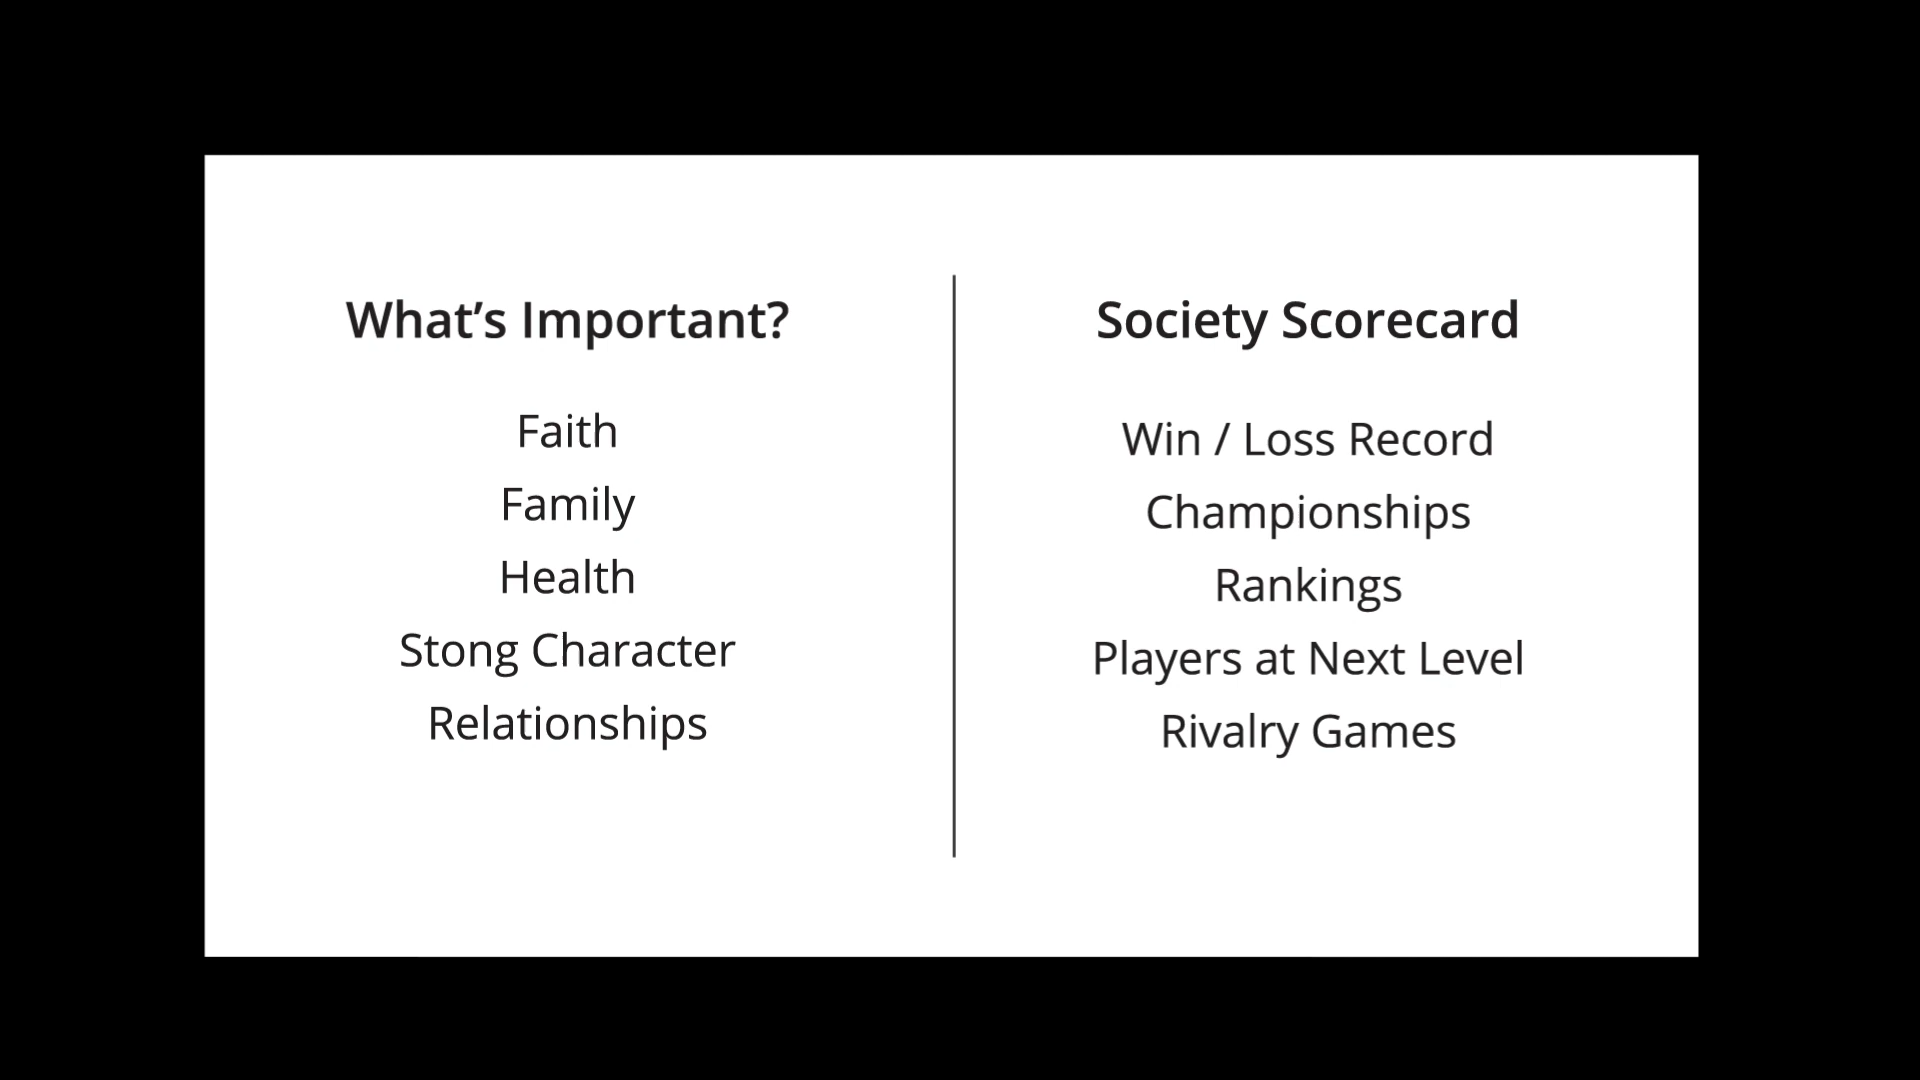 What’s Important?
Faith
Family
Health
Stong Character
Relationships
Society Scorecard
Win / Loss Record
Championships
Rankings
Players at Next Level
Rivalry Games